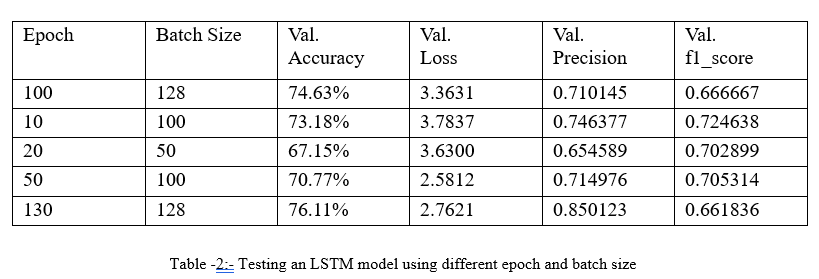 Epoch Batch Size Val. Accuracy Val. Loss Val. Precision Val. f1_score
100 128 74.63% 3.3631 0.710145 0.666667
10 100 73.18% 3.7837 0.746377 0.724638
20 50 67.15% 3.6300 0.654589 0.702899
50 100 70.77% 2.5812 0.714976 0.705314
130 128 76.11% 2.7621 0.850123 0.661836
Table -2:- Testing an LSTM model using different epoch and batch size